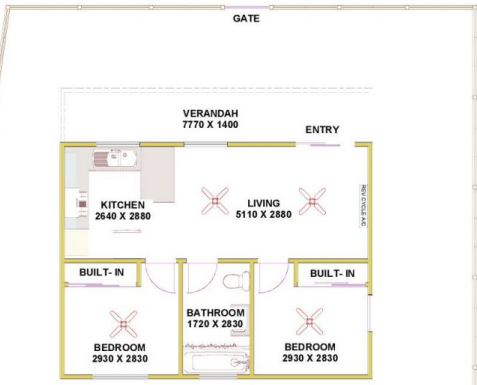 GATE
VERANDAH
7770 X 1400
ENTRY
KITCHEN
2640 X 2880
LIVING
5110 X 2880
REV CYCLE A/C
BUILT- IN
BUILT- IN
BATHROOM
1720 X 2830
BEDROOM
2930 X 2830
BEDROOM
2930 X 2830